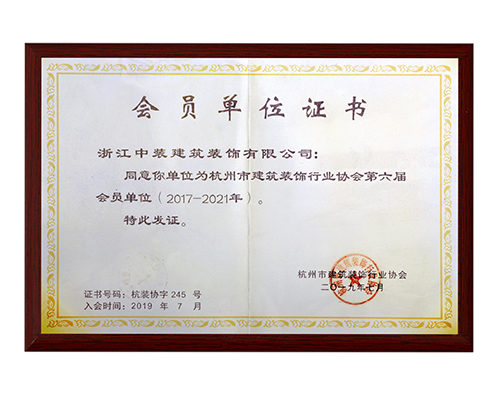 会员单位证书
浙江中装建筑装饰有限公司：
同意你单位为杭州市建筑装饰行业协会第六届
会员单位（2017-2021年）。
特此发证。
杭州市建筑装饰行业协会
二〇一九年七月
证书号码：杭装协字 245 号
入会时间：2019 年 7 月